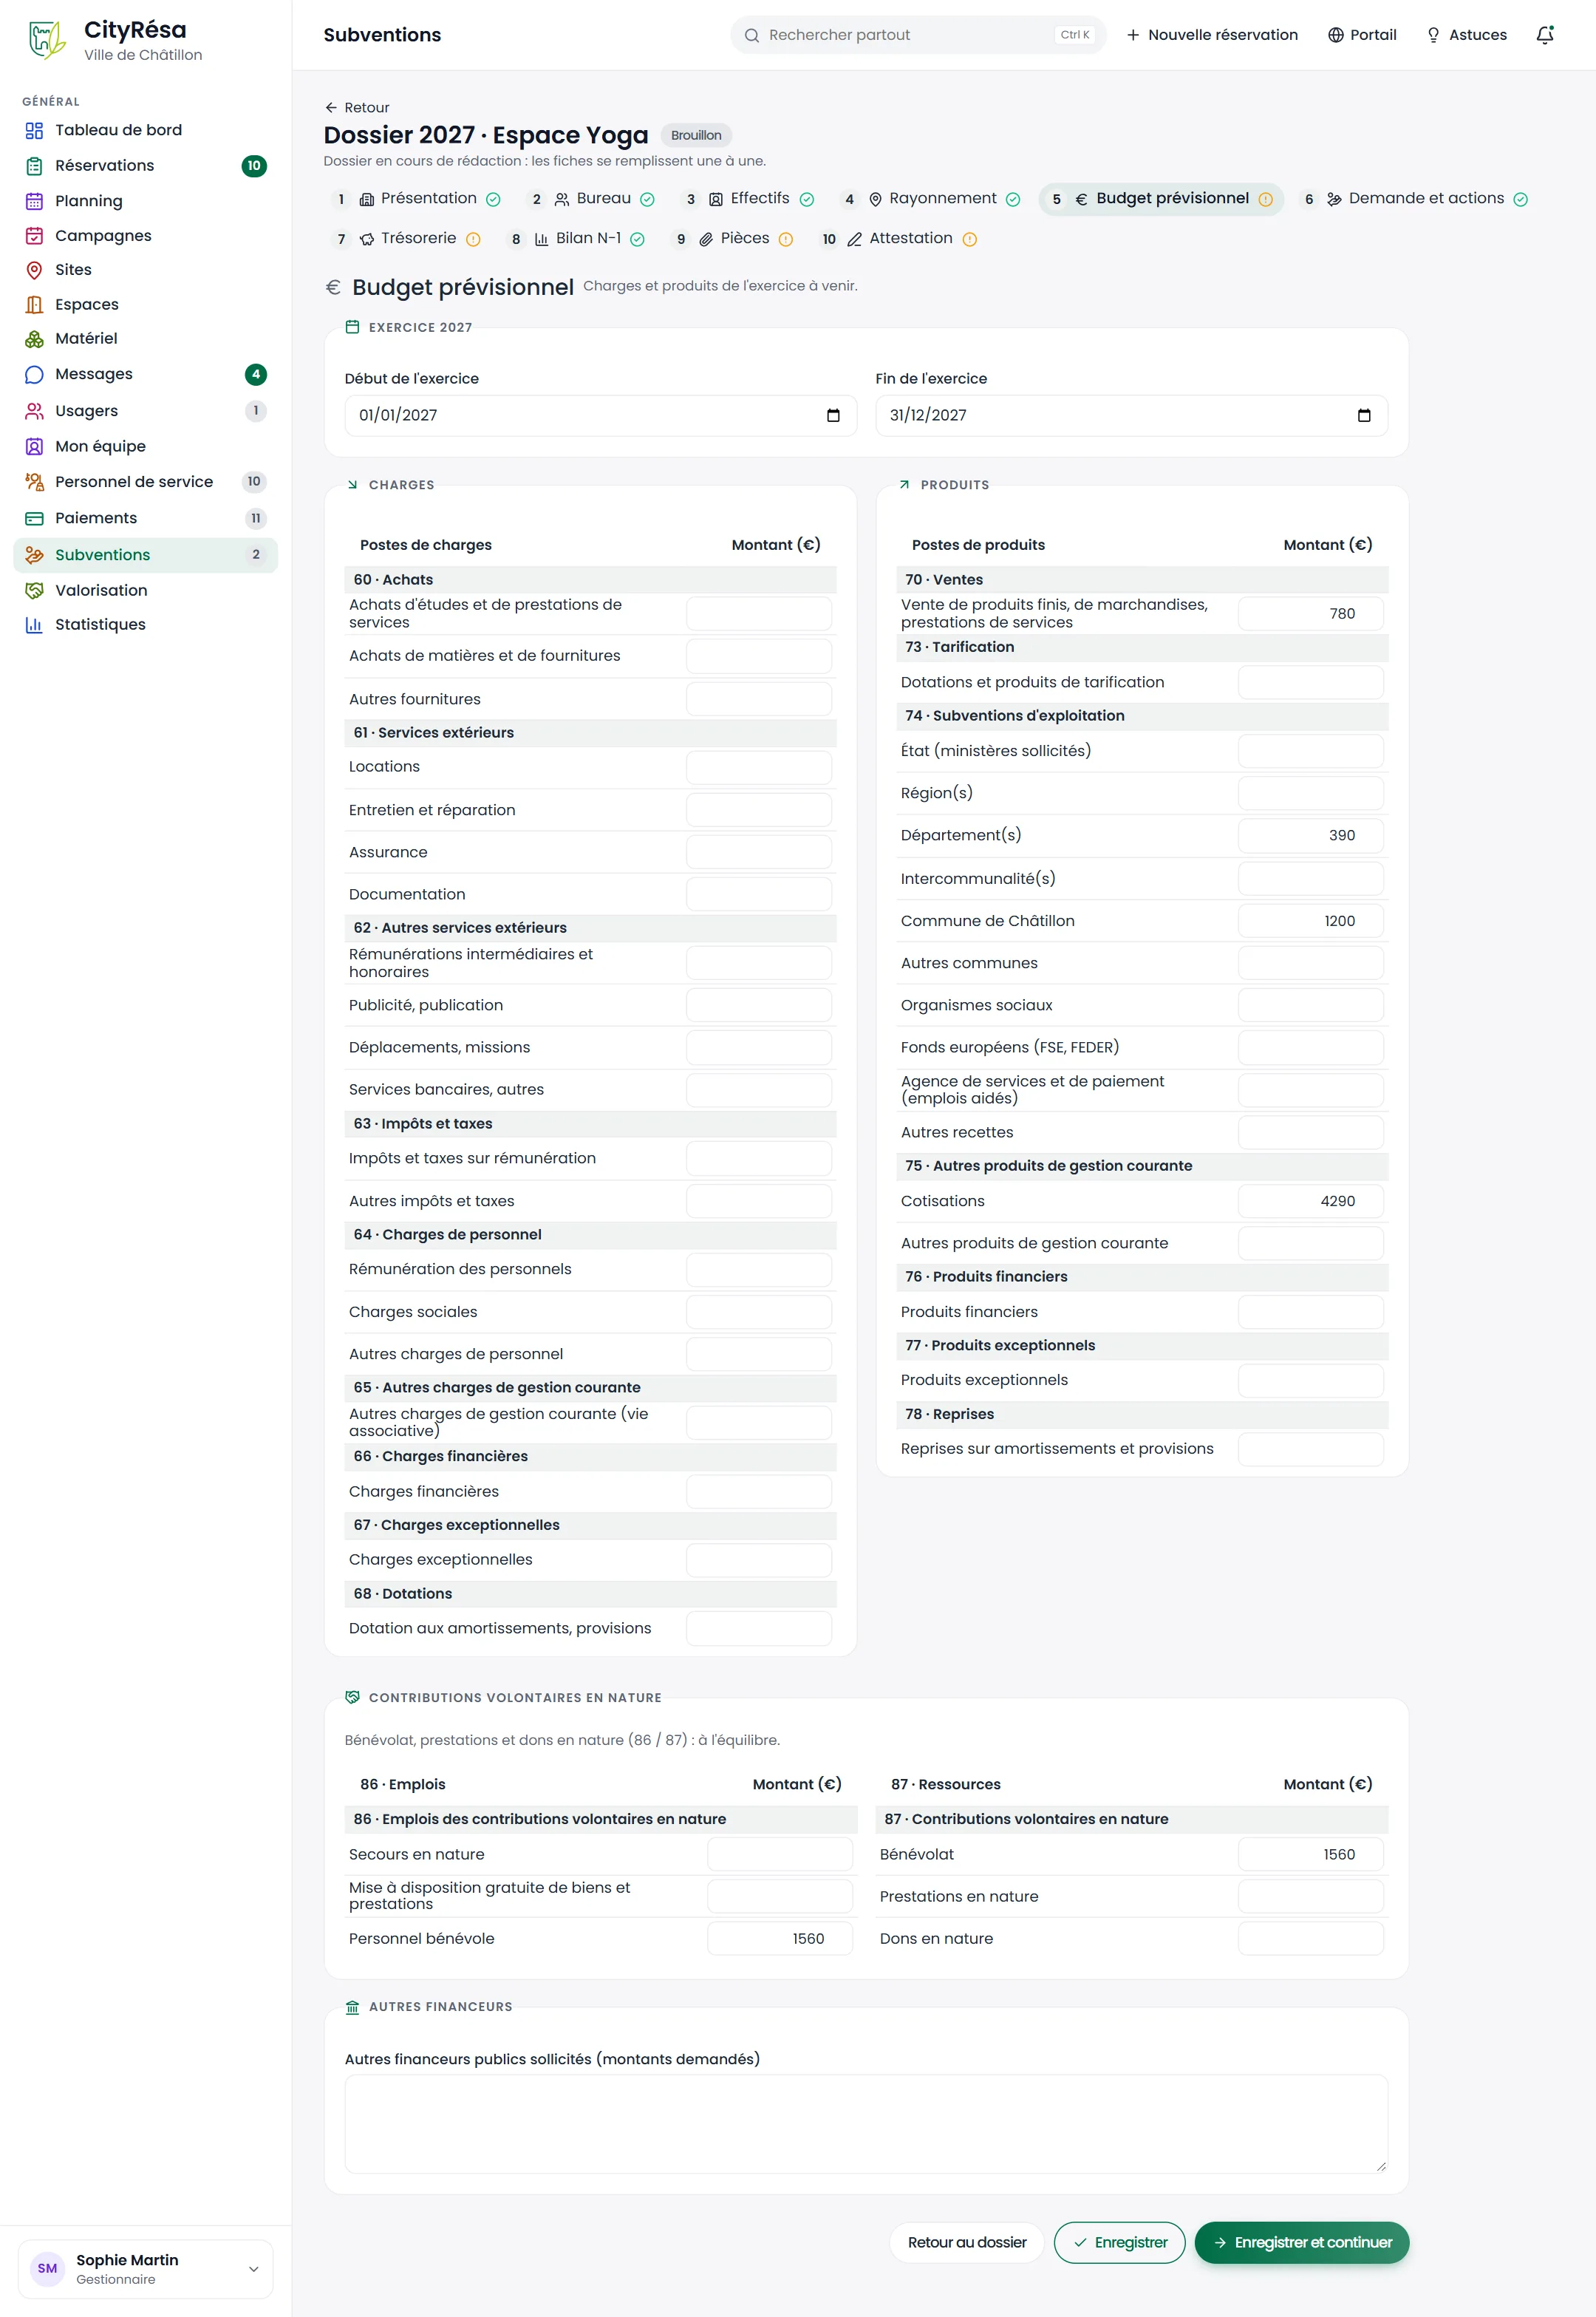 CityRésa
Ville de Châtillon
GÉNÉRAL
Tableau de bord
Réservations 10
Planning
Campagnes
Sites
Espaces
Matériel
Messages 4
Usagers 1
Mon équipe
Personnel de service 10
Paiements 11
Subventions 2
Valorisation
Statistiques
SM
Sophie Martin
Gestionnaire
Subventions
Rechercher partout Ctrl K
Nouvelle réservation
Portail
Astuces
Retour
Dossier 2027 · Espace Yoga Brouillon
Dossier en cours de rédaction : les fiches se remplissent une à une.
1 Présentation 2 Bureau 3 Effectifs 4 Rayonnement 5 € Budget prévisionnel 6 Demande et actions
7 Trésorerie 8 Bilan N-1 9 Pièces 10 Attestation
€ Budget prévisionnel Charges et produits de l'exercice à venir.
EXERCICE 2027
Début de l'exercice
01/01/2027
Fin de l'exercice
31/12/2027
CHARGES
Postes de charges Montant (€)
60 · Achats
Achats d'études et de prestations de
services
Achats de matières et de fournitures
Autres fournitures
61 · Services extérieurs
Locations
Entretien et réparation
Assurance
Documentation
62 · Autres services extérieurs
Rémunérations intermédiaires et
honoraires
Publicité, publication
Déplacements, missions
Services bancaires, autres
63 · Impôts et taxes
Impôts et taxes sur rémunération
Autres impôts et taxes
64 · Charges de personnel
Rémunération des personnels
Charges sociales
Autres charges de personnel
65 · Autres charges de gestion courante
Autres charges de gestion courante (vie
associative)
66 · Charges financières
Charges financières
67 · Charges exceptionnelles
Charges exceptionnelles
68 · Dotations
Dotation aux amortissements, provisions
PRODUITS
Postes de produits Montant (€)
70 · Ventes
Vente de produits finis, de marchandises,
prestations de services 780
73 · Tarification
Dotations et produits de tarification
74 · Subventions d'exploitation
État (ministères sollicités)
Région(s)
Département(s) 390
Intercommunalité(s)
Commune de Châtillon 1200
Autres communes
Organismes sociaux
Fonds européens (FSE, FEDER)
Agence de services et de paiement
(emplois aidés)
Autres recettes
75 · Autres produits de gestion courante
Cotisations 4290
Autres produits de gestion courante
76 · Produits financiers
Produits financiers
77 · Produits exceptionnels
Produits exceptionnels
78 · Reprises
Reprises sur amortissements et provisions
CONTRIBUTIONS VOLONTAIRES EN NATURE
Bénévolat, prestations et dons en nature (86 / 87) : à l'équilibre.
86 · Emplois Montant (€)
86 · Emplois des contributions volontaires en nature
Secours en nature
Mise à disposition gratuite de biens et
prestations
Personnel bénévole 1560
87 · Ressources Montant (€)
87 · Contributions volontaires en nature
Bénévolat 1560
Prestations en nature
Dons en nature
AUTRES FINANCEURS
Autres financeurs publics sollicités (montants demandés)
Retour au dossier
Enregistrer
Enregistrer et continuer